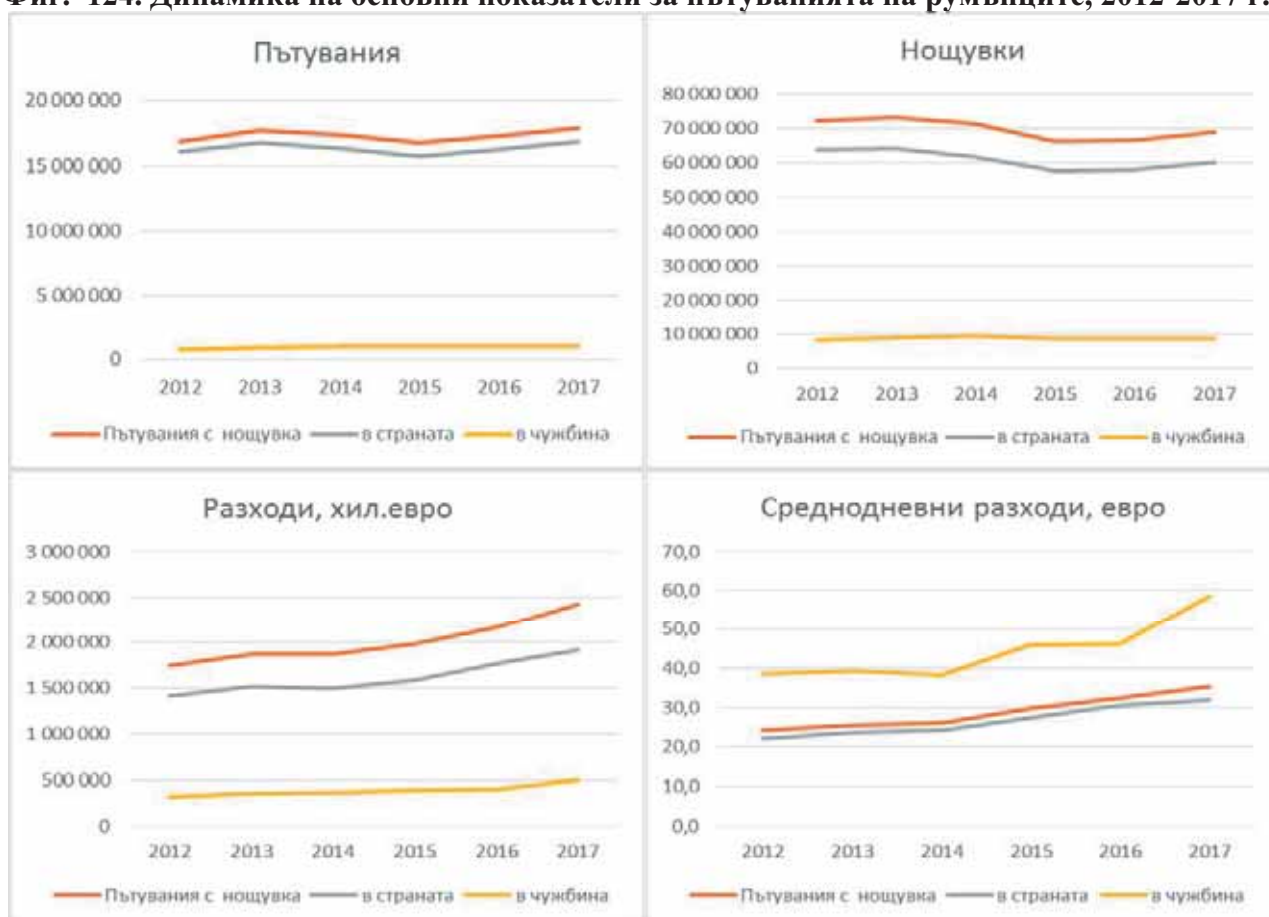 Фиг. 124. Динамика на основни показатели за пътуванията на румънците, 2012-2017 г.
Пътувания
20 000 000
15 000 000
10 000 000
5 000 000
0
2012 2013 2014 2015 2016 2017
Пътувания с нощувка в страната в чужбина
Нощувки
80 000 000
70 000 000
60 000 000
50 000 000
40 000 000
30 000 000
20 000 000
10 000 000
0
2012 2013 2014 2015 2016 2017
Пътувания с нощувка в страната в чужбина
Разходи, хил.евро
3 000 000
2 500 000
2 000 000
1 500 000
1 000 000
500 000
0
2012 2013 2014 2015 2016 2017
Пътувания с нощувка в страната в чужбина
Среднодневни разходи, евро
70,0
60,0
50,0
40,0
30,0
20,0
10,0
0,0
2012 2013 2014 2015 2016 2017
Пътувания с нощувка в страната в чужбина